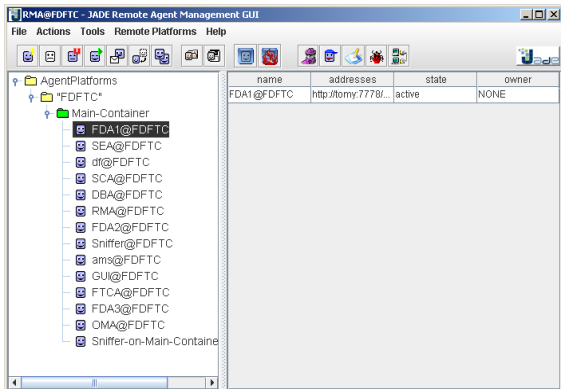 RMA@FDFTC - JADE Remote Agent Management GUI
File Actions Tools Remote Platforms Help
Jade
AgentPlatforms
"FDFTC"
Main-Container
FDA1@FDFTC
SEA@FDFTC
df@FDFTC
SCA@FDFTC
DBA@FDFTC
RMA@FDFTC
FDA2@FDFTC
Sniffer@FDFTC
ams@FDFTC
GUI@FDFTC
FTCA@FDFTC
FDA3@FDFTC
OMA@FDFTC
Sniffer-on-Main-Containe
name addresses state owner
FDA1@FDFTC http://tomy:7778/... active NONE